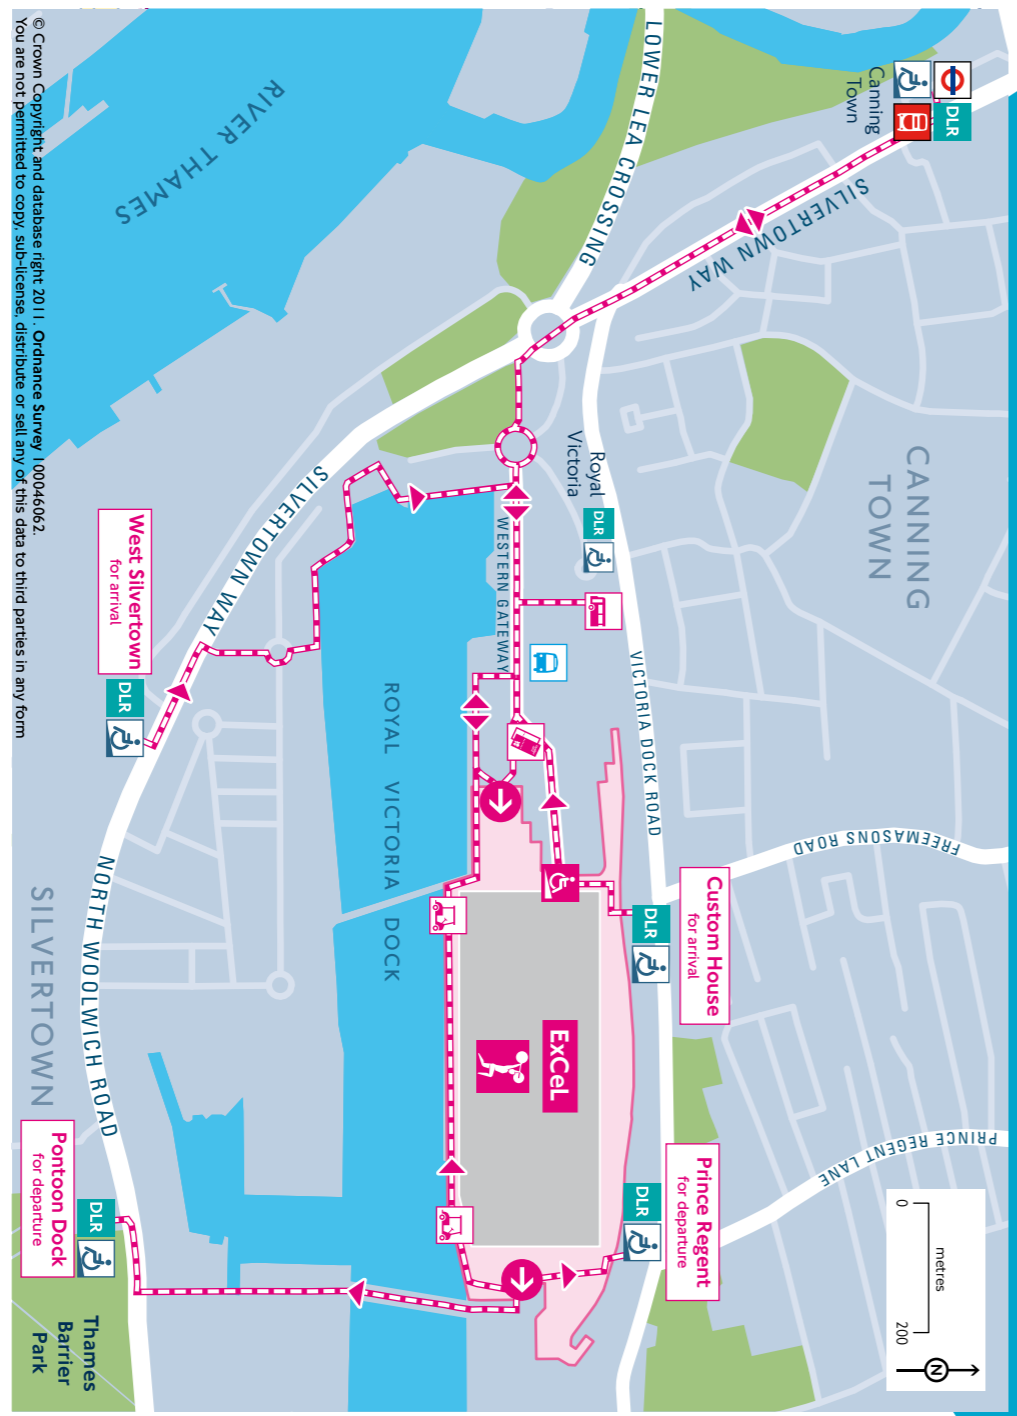 Canning
Town
DLR
SILVERTOWN WAY
LOWER LEA CROSSING
RIVER THAMES
CANNING
TOWN
Royal
Victoria
DLR
WESTERN GATEWAY
VICTORIA DOCK ROAD
FREEMASONS ROAD
PRINCE REGENT LANE
Custom House
for arrival
DLR
ExCeL
Prince Regent
for departure
DLR
ROYAL VICTORIA DOCK
SILVERTOWN WAY
West Silvertown
for arrival
DLR
NORTH WOOLWICH ROAD
SILVERTOWN
Pontoon Dock
for departure
DLR
Thames
Barrier
Park
0
metres
200
N
© Crown Copyright and database right 2011. Ordnance Survey 100046062.
You are not permitted to copy, sub-license, distribute or sell any of this data to third parties in any form